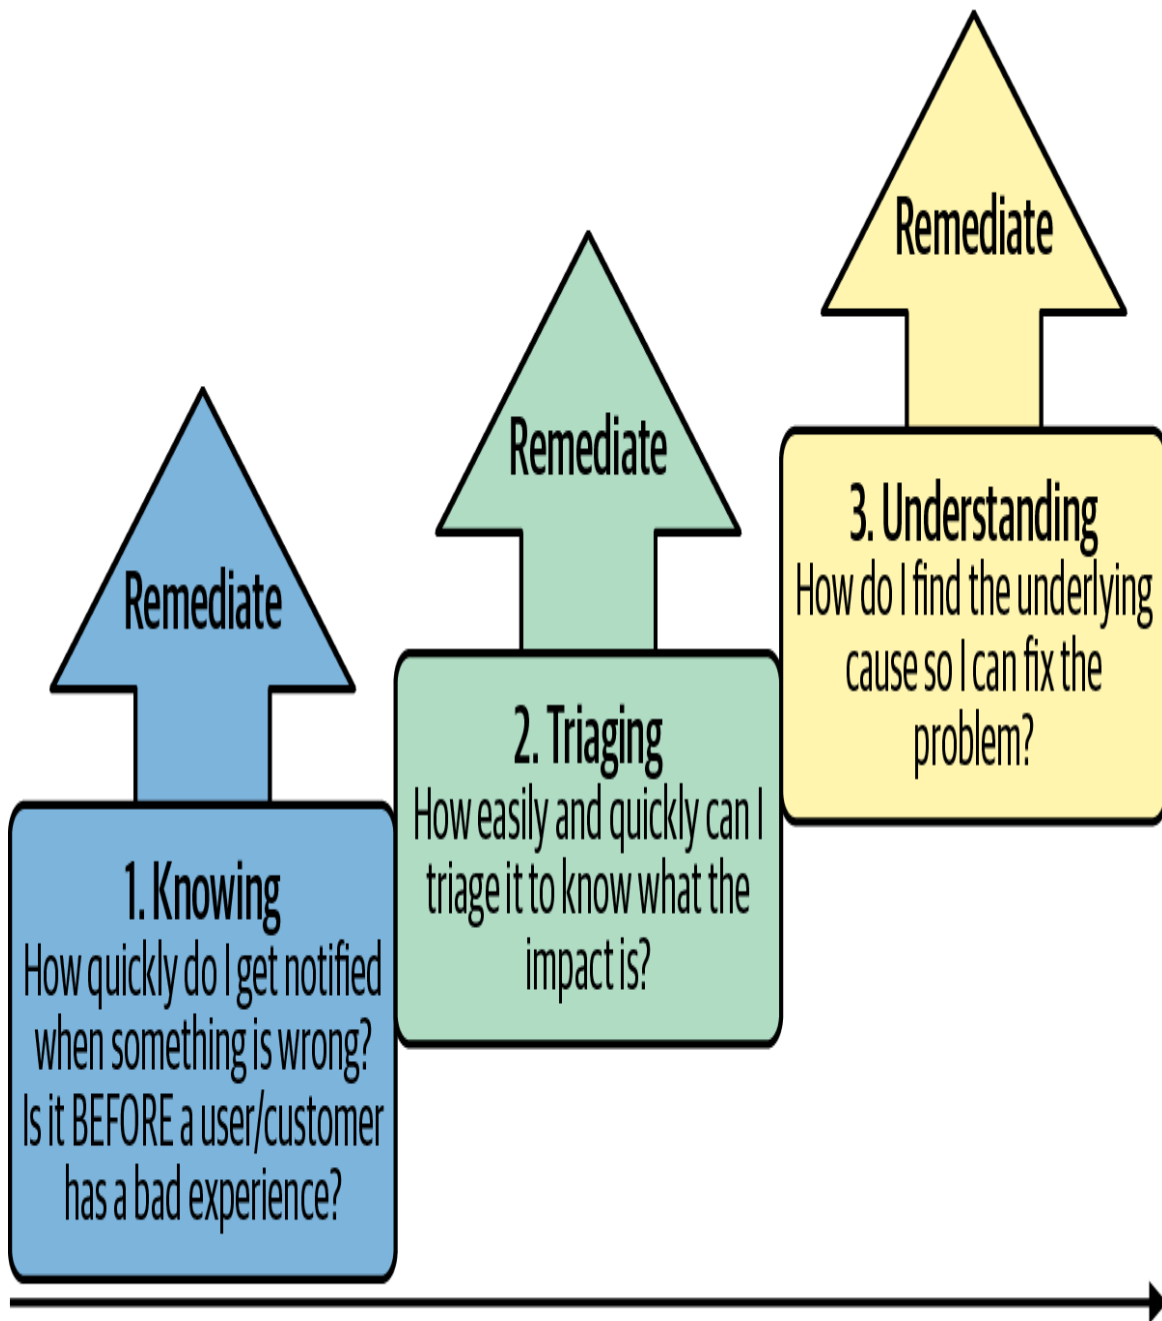 Remediate
1. Knowing
How quickly do I get notified
when something is wrong?
Is it BEFORE a user/customer
has a bad experience?
Remediate
2. Triaging
How easily and quickly can I
triage it to know what the
impact is?
Remediate
3. Understanding
How do I find the underlying
cause so I can fix the
problem?